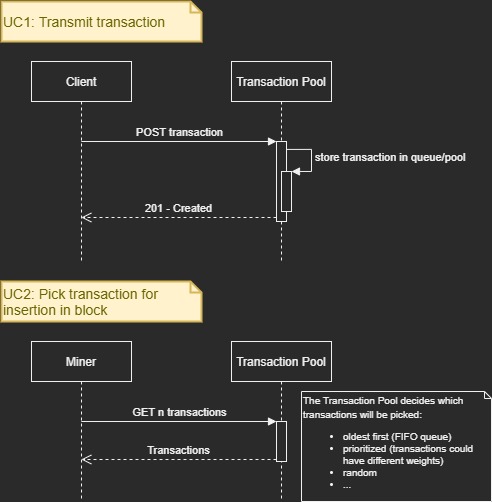 UC1: Transmit transaction
Client
Transaction Pool
POST transaction
store transaction in queue/pool
201 - Created
UC2: Pick transaction for
insertion in block
Miner
Transaction Pool
GET n transactions
Transactions
The Transaction Pool decides which
transactions will be picked:
• oldest first (FIFO queue)
• prioritized (transactions could
have different weights)
• random
• ...